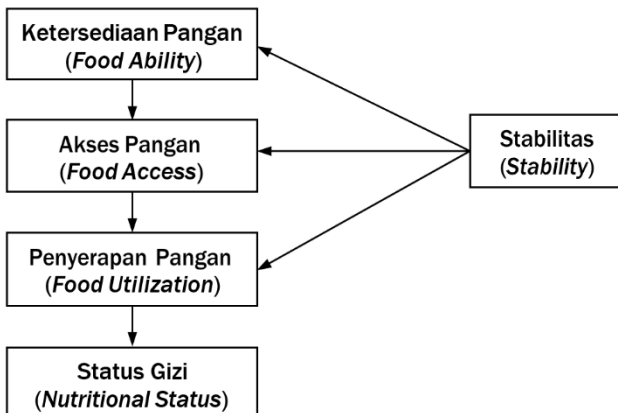 Ketersediaan Pangan
(Food Ability)
Akses Pangan
(Food Access)
Stabilitas
(Stability)
Penyerapan Pangan
(Food Utilization)
Status Gizi
(Nutritional Status)